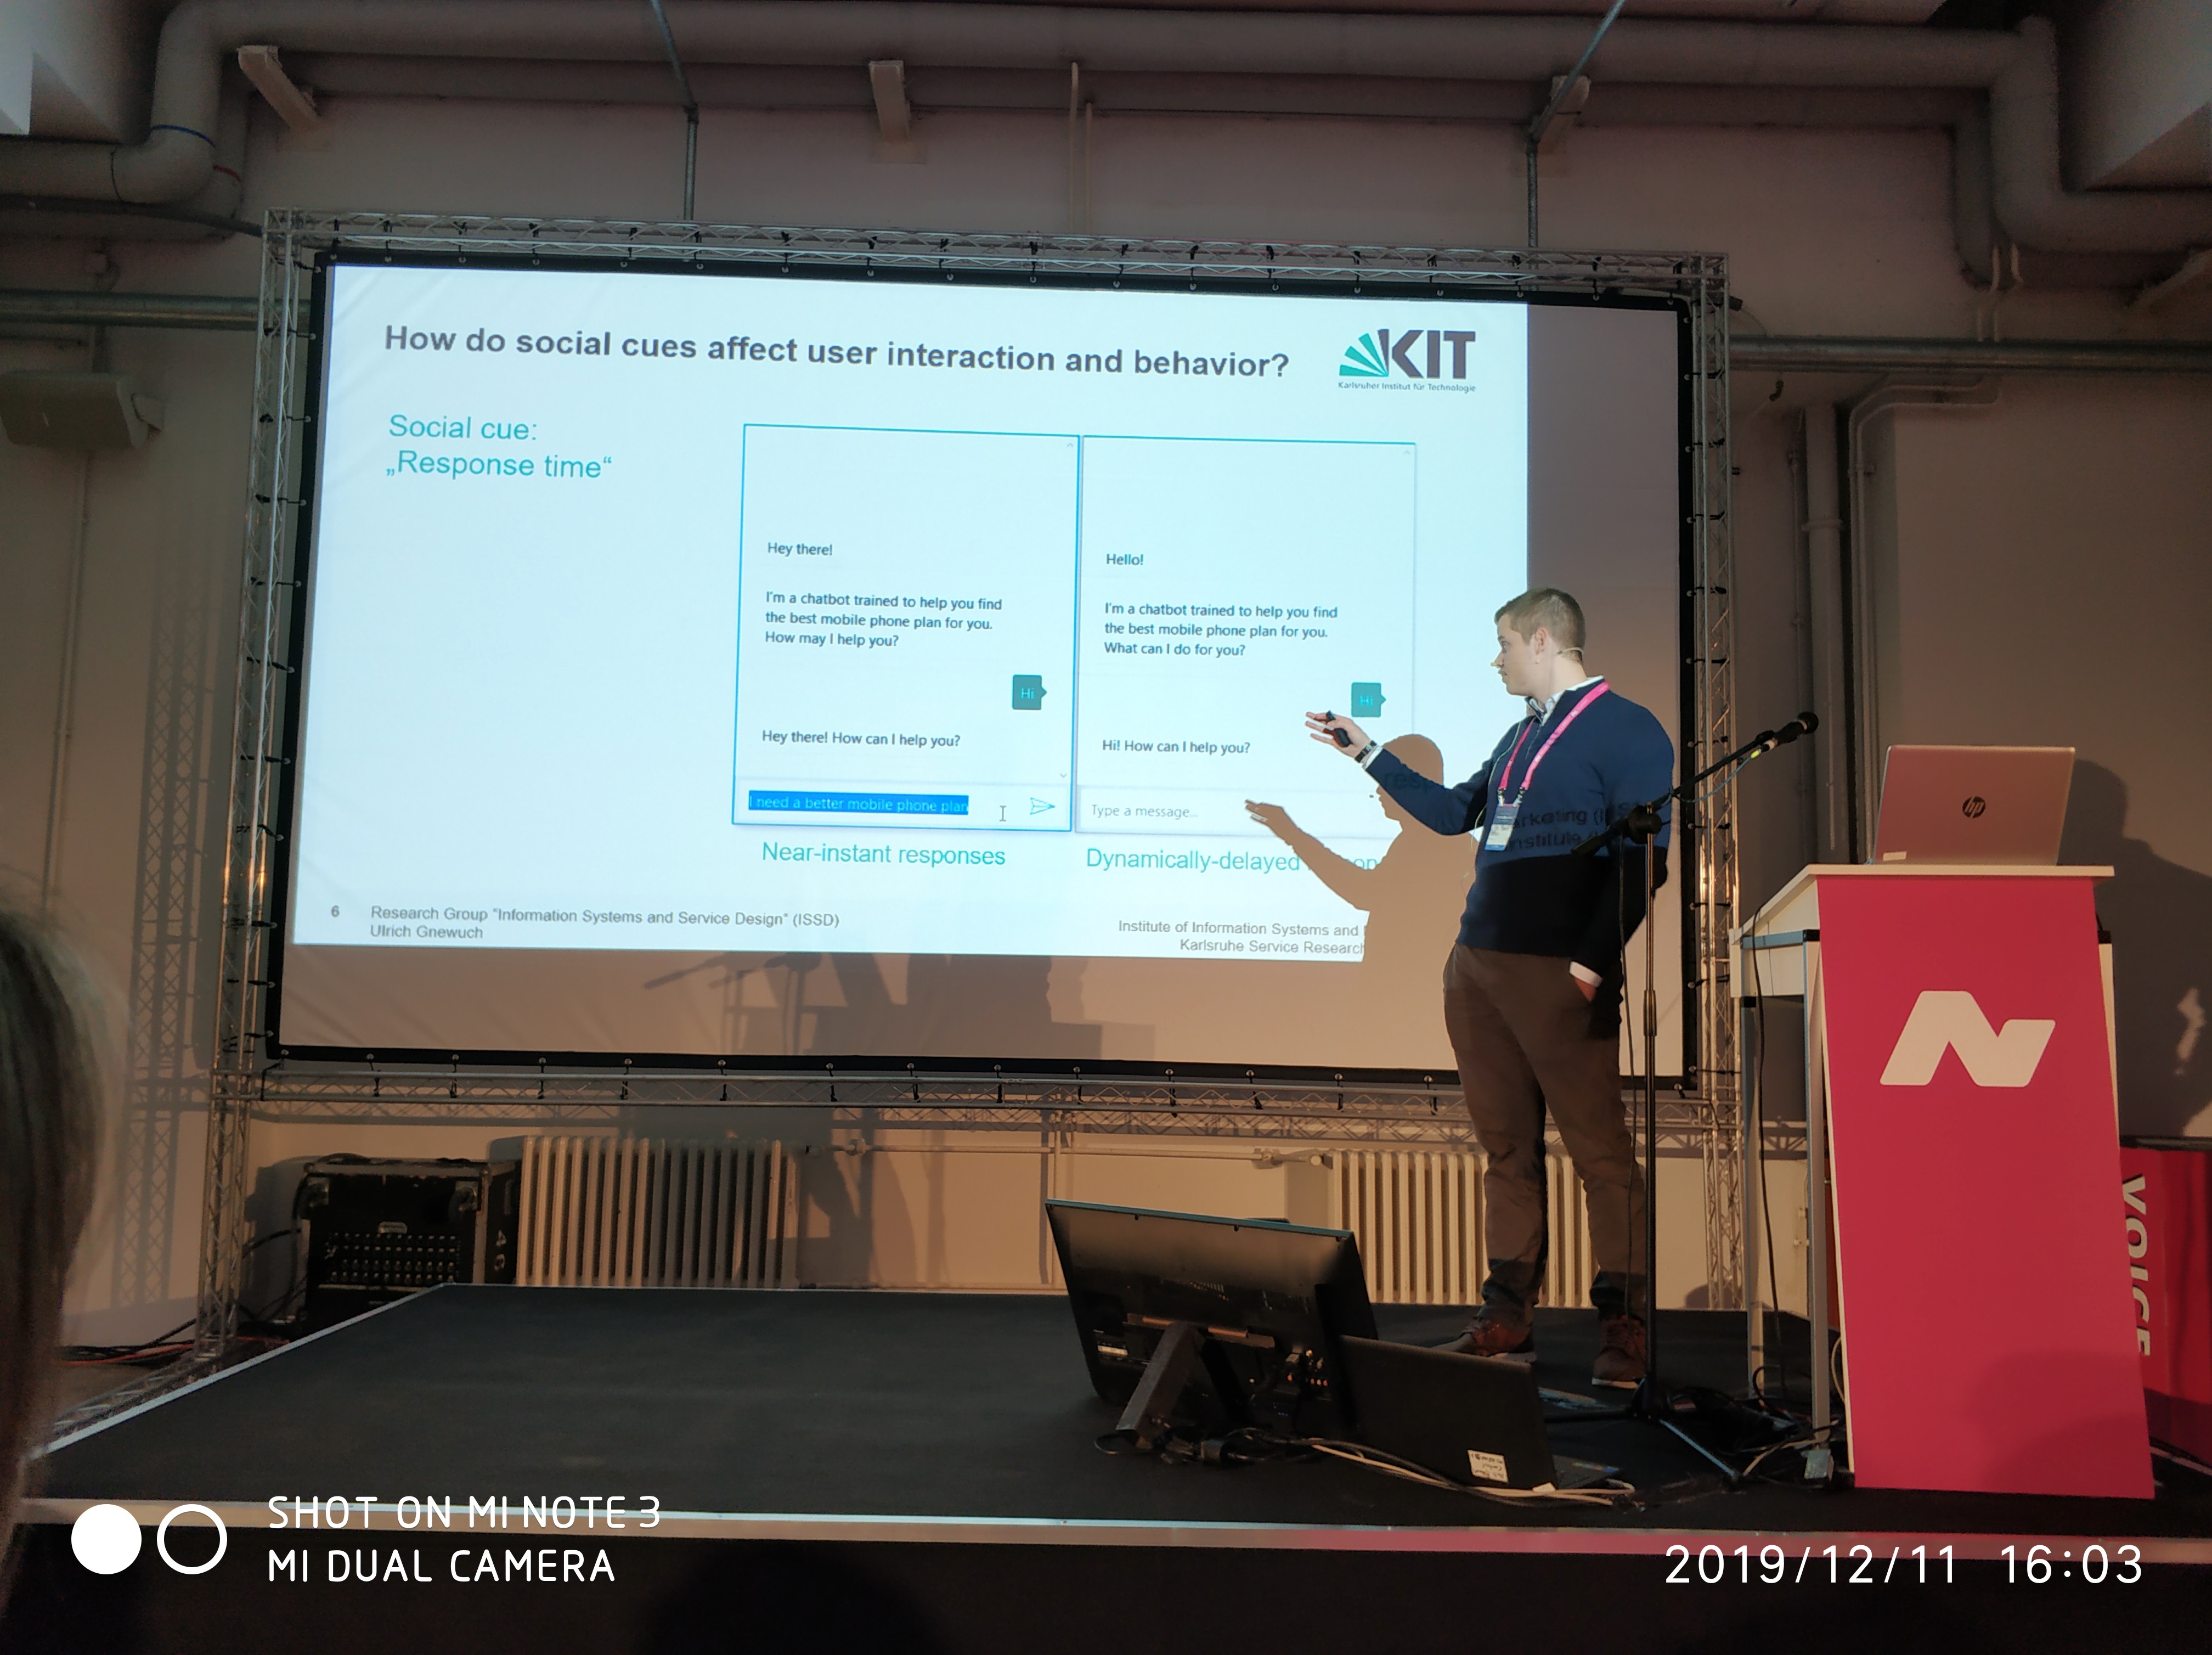 How do social cues affect user interaction and behavior?
KIT
Karlsruher Institut für Technologie
Social cue:
„Response time“
Hey there!
I'm a chatbot trained to help you find
the best mobile phone plan for you.
How may I help you?
Hi
Hey there! How can I help you?
I need a better mobile phone plan
Near-instant responses
Hello!
I'm a chatbot trained to help you find
the best mobile phone plan for you.
What can I do for you?
Hi
Hi! How can I help you?
Type a message...
Dynamically-delayed
6
Research Group "Information Systems and Service Design" (ISSD)
Ulrich Gnewuch
Institute of Information Systems and
Karlsruhe Service Research
hp
VOICE
SHOT ON MI NOTE 3
MI DUAL CAMERA
2019/12/11 16:03